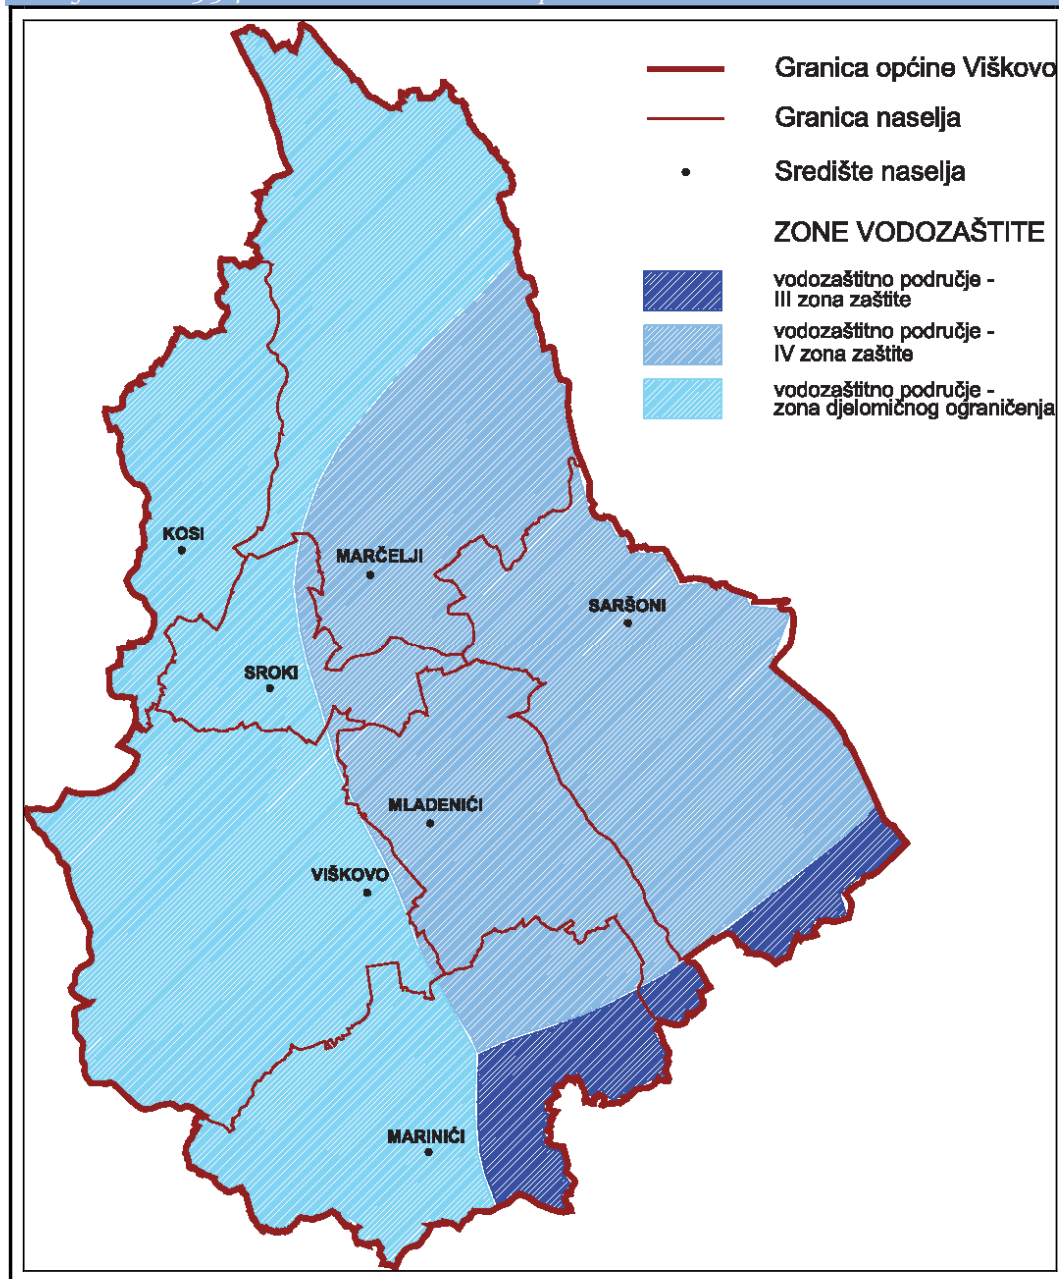 Granica općine Viškovo
Granica naselja
Središte naselja
ZONE VODOZAŠTITE
vodozaštitno područje -
III zona zaštite
vodozaštitno područje -
IV zona zaštite
vodozaštitno područje -
zona djelomičnog ograničenja
KOSI
MARČELJI
SARŠONI
SROKI
MLADENIĆI
VIŠKOVO
MARINIĆI